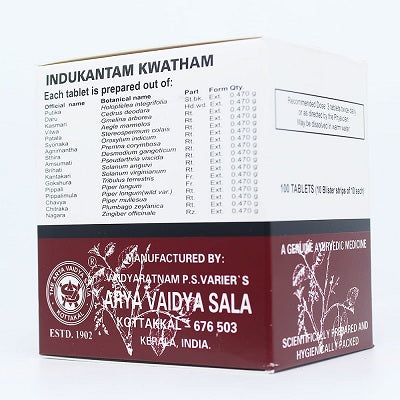 INDUKANTAM KWATHAM
Each tablet is prepared out of:
Official name Botanical name Part Form Qty
Putika Holoptelea integrifolia St bk. Ext. 0.470 g
Daru Cedrus deodara Hd wd. Ext. 0.470 g
Kasmari Gmelina arborea Rt. Ext. 0.470 g
Vilwa Aegle marmelos Rt. Ext. 0.470 g
Patala Stereospermum colais Rt. Ext. 0.470 g
Syonaka Oroxylum indicum Rt. Ext. 0.470 g
Agnimantha Premna corymbosa Rt. Ext. 0.470 g
Sthira Desmodium gangeticum Rt. Ext. 0.470 g
Amsumati Pseudarthria viscida Rt. Ext. 0.470 g
Brihati Solanum anguivi Rt. Ext. 0.470 g
Kantakari Solanum virginianum Rt. Ext. 0.470 g
Gokshura Tribulus terrestris Rt. Ext. 0.470 g
Pippali Piper longum Fr. Ext. 0.470 g
Pippalimula Piper longum(wild var.) Rt. Ext. 0.470 g
Chavya Piper mullesua Rt. Ext. 0.470 g
Chitraka Plumbago zeylanica Rt. Ext. 0.470 g
Nagara Zingiber officinale Rz. Ext. 0.470 g
MANUFACTURED BY:
VAIDYARATNAM P.S.VARIER'S
ARYA VAIDYA SALA
KOTTAKKAL - 676 503
KERALA, INDIA.
THE ARYA VAIDYA SALA
KOTTAKKAL
®
ESTD. 1902
Recommended Dose: 2 tablets twice daily
or as directed by the Physician.
May be dissolved in warm water.
100 TABLETS (10 Blister strips of 10 each)
A GENUINE AYURVEDIC MEDICINE
SCIENTIFICALLY PREPARED AND
HYGIENICALLY PACKED